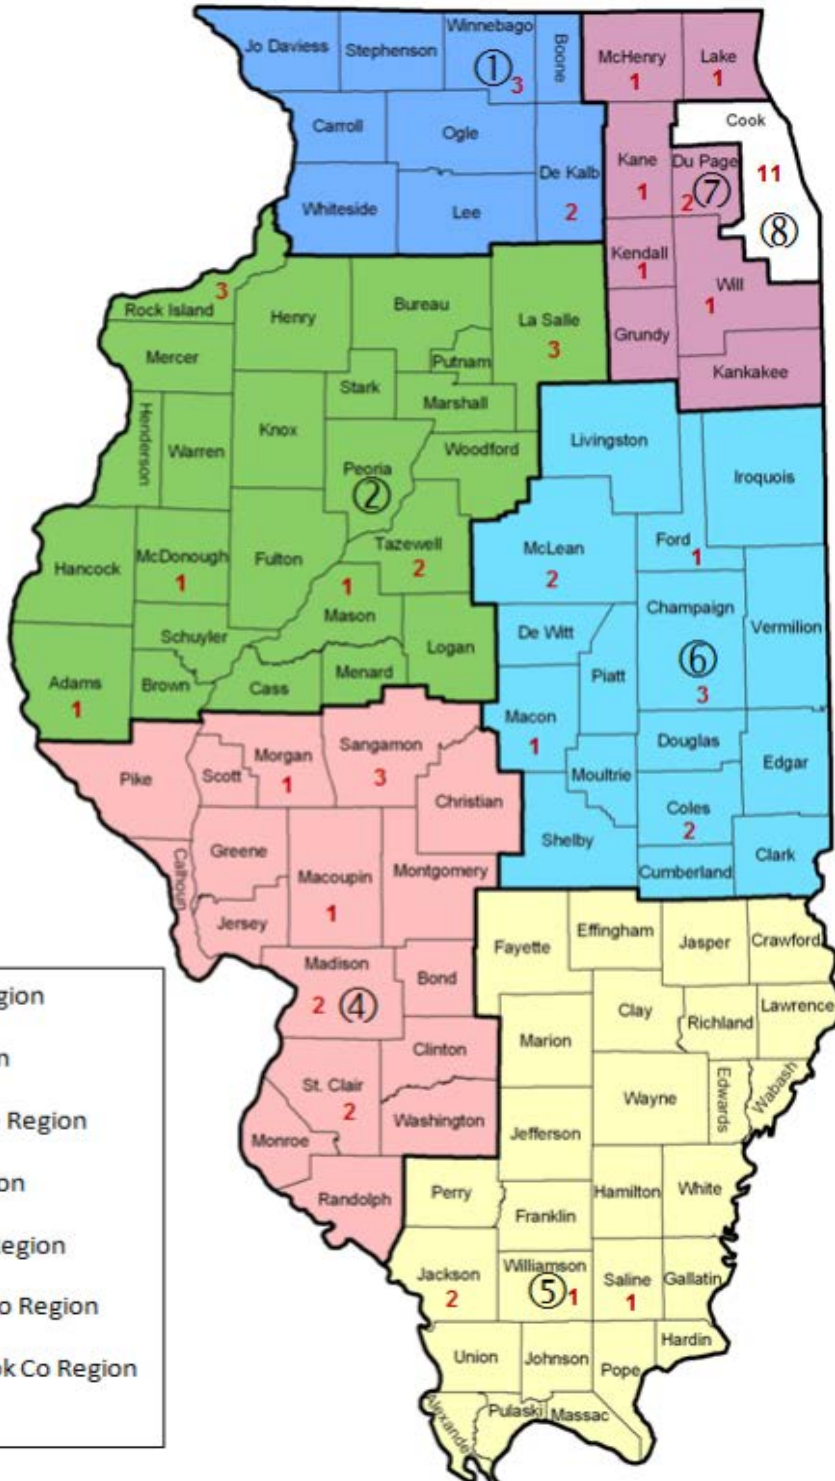 Jo Daviess
Stephenson
Winnebago
① 3
Boone
McHenry
1
Lake
1
Carroll
Ogle
De Kalb
2
Whiteside
Lee
Cook
11
⑧
Kane
1
Du Page
2 ⑦
Kendall
1
Will
1
Grundy
Kankakee
3
Rock Island
Henry
Bureau
La Salle
3
Mercer
Putnam
Stark
Marshall
Henderson
Warren
Knox
Peoria
②
Woodford
Hancock
McDonough
1
Fulton
Tazewell
2
1
Mason
Schuyler
Logan
Adams
1
Brown
Cass
Menard
Livingston
Iroquois
McLean
2
Ford
1
Champaign
⑥
3
Vermilion
De Witt
Piatt
Macon
1
Douglas
Edgar
Moultrie
Coles
2
Shelby
Cumberland
Clark
Pike
Scott
Morgan
1
Sangamon
3
Christian
Greene
Calhoun
Macoupin
1
Montgomery
Jersey
Madison
2 ④
Bond
Clinton
St. Clair
2
Washington
Monroe
Randolph
Fayette
Effingham
Jasper
Crawford
Marion
Clay
Richland
Lawrence
Wayne
Edwards
Wabash
Jefferson
Perry
Franklin
Hamilton
White
Jackson
2
Williamson
⑤ 1
Saline
1
Gallatin
Union
Johnson
Pope
Hardin
Alexander
Pulaski
Massac
Region
Co Region